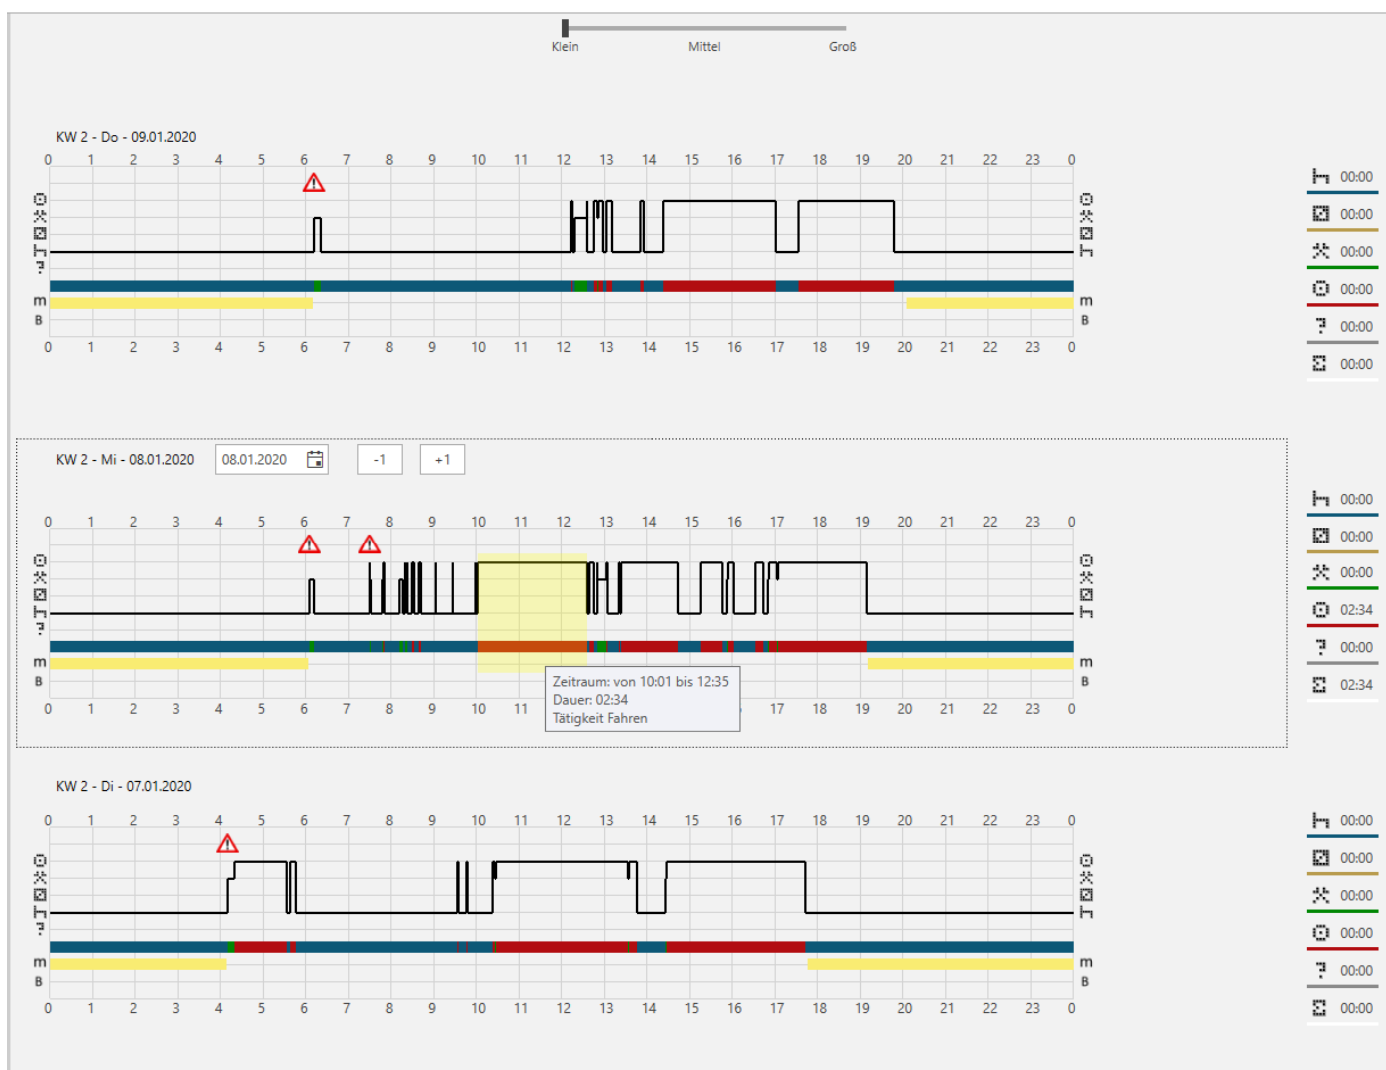 Klein Mittel Groß
KW 2 - Do - 09.01.2020
0 1 2 3 4 5 6 7 8 9 10 11 12 13 14 15 16 17 18 19 20 21 22 23 0
00:00
00:00
00:00
00:00
?
00:00
m m
B B
? 00:00
0 1 2 3 4 5 6 7 8 9 10 11 12 13 14 15 16 17 18 19 20 21 22 23 0
Σ 00:00
KW 2 - Mi - 08.01.2020 08.01.2020 -1 +1
00:00
0 1 2 3 4 5 6 7 8 9 10 11 12 13 14 15 16 17 18 19 20 21 22 23 0
00:00
00:00
02:34
?
? 00:00
m m
B B
Σ 02:34
Zeitraum: von 10:01 bis 12:35
Dauer: 02:34
Tätigkeit Fahren
0 1 2 3 4 5 6 7 8 9 10 11 16 17 18 19 20 21 22 23 0
KW 2 - Di - 07.01.2020
0 1 2 3 4 5 6 7 8 9 10 11 12 13 14 15 16 17 18 19 20 21 22 23 0
00:00
00:00
00:00
00:00
?
m m
B B
? 00:00
0 1 2 3 4 5 6 7 8 9 10 11 12 13 14 15 16 17 18 19 20 21 22 23 0
Σ 00:00